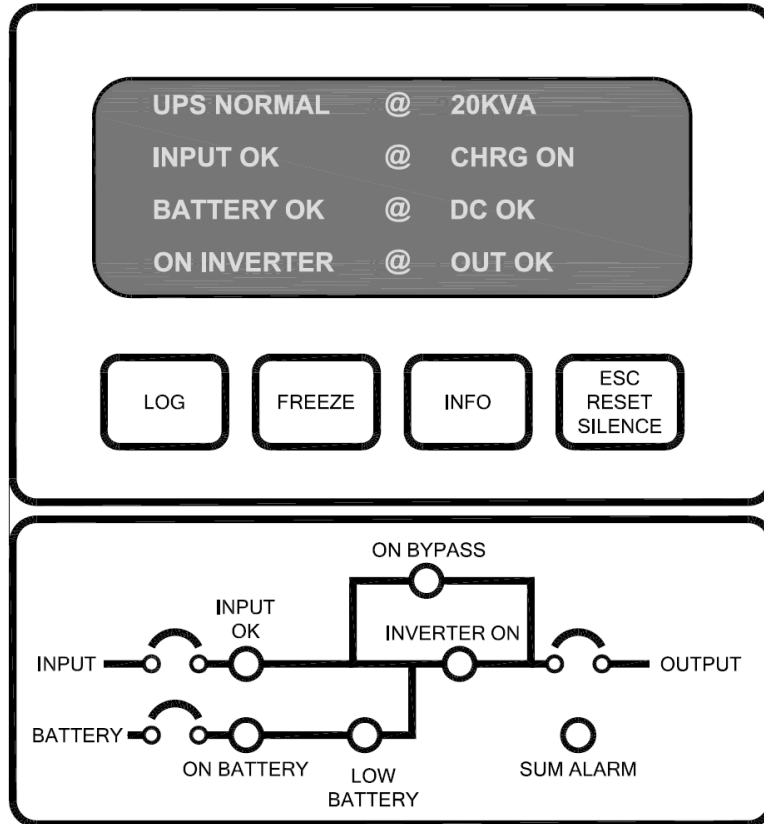 UPS NORMAL @ 20KVA
INPUT OK @ CHRG ON
BATTERY OK @ DC OK
ON INVERTER @ OUT OK
LOG
FREEZE
INFO
ESC
RESET
SILENCE
ON BYPASS
INPUT
OK
INVERTER ON
INPUT
OUTPUT
BATTERY
ON BATTERY
LOW
BATTERY
SUM ALARM